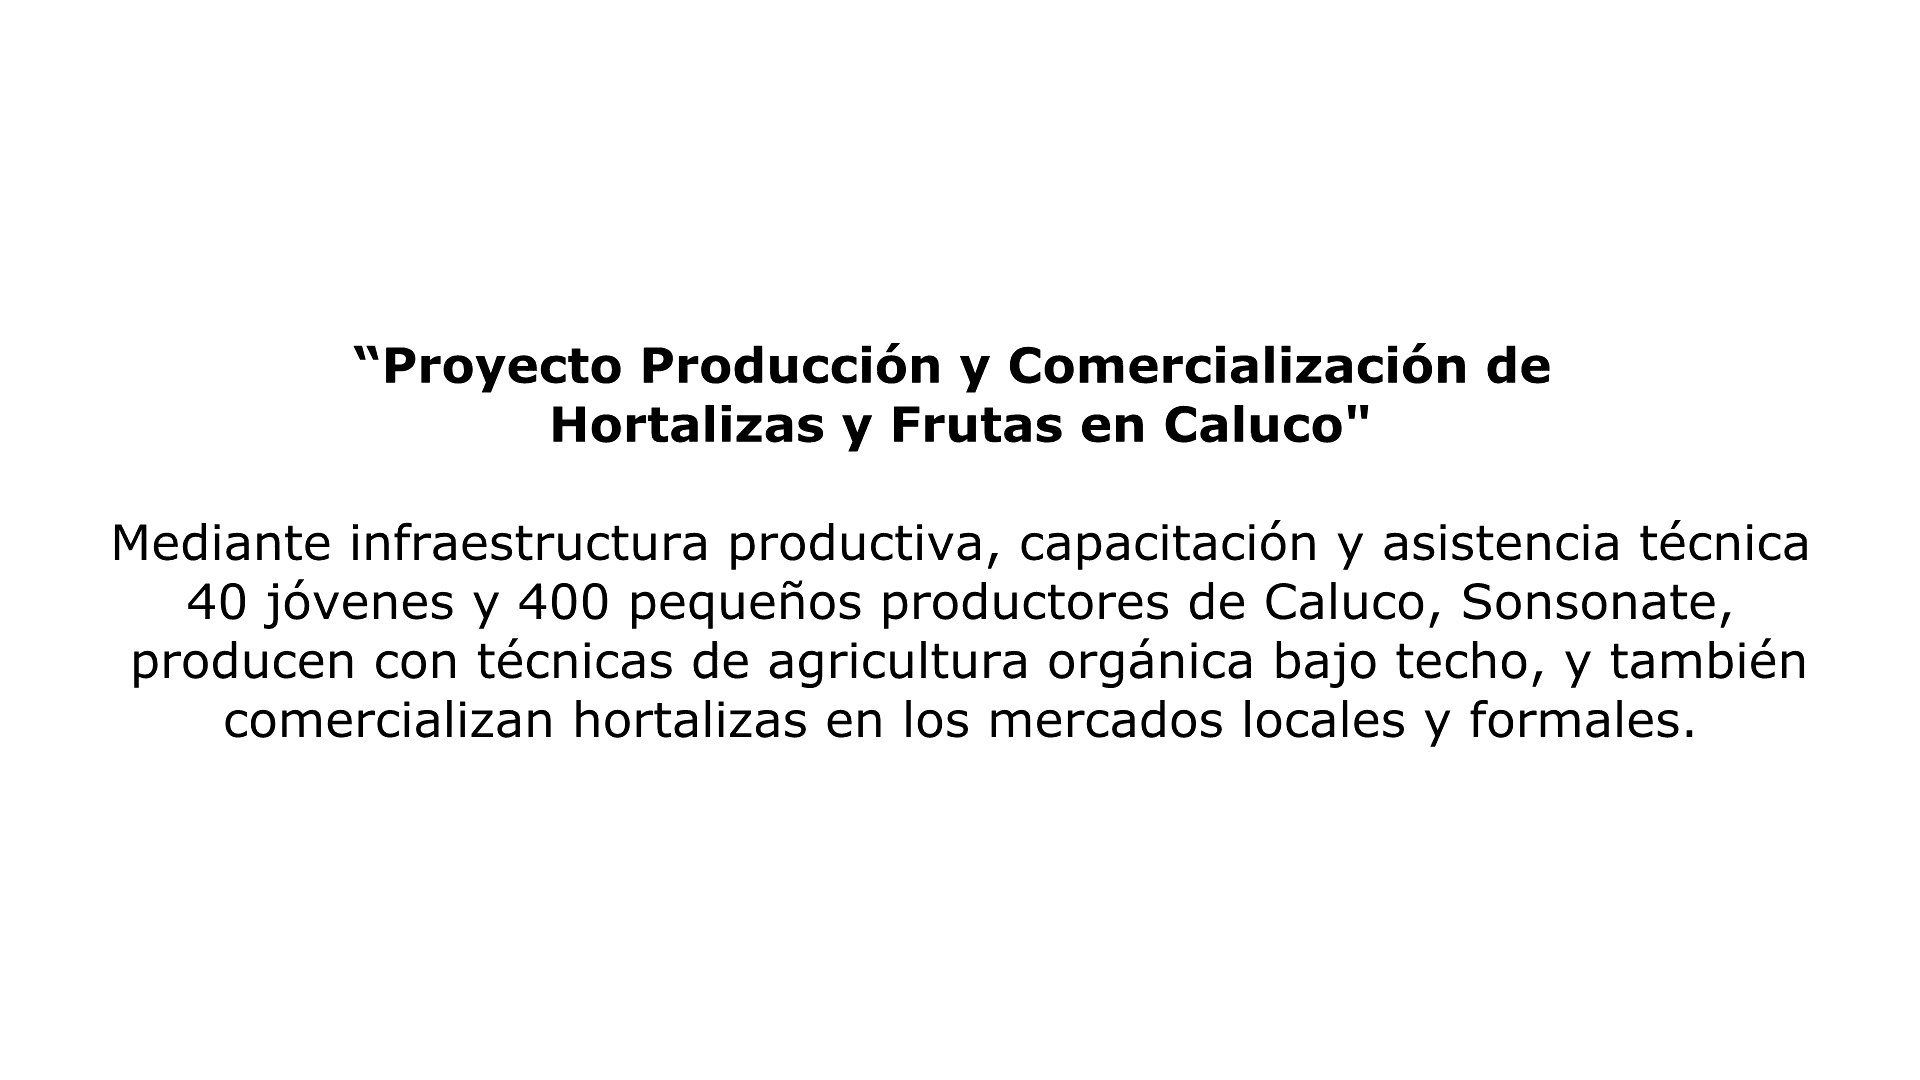 “Proyecto Producción y Comercialización de
Hortalizas y Frutas en Caluco"
Mediante infraestructura productiva, capacitación y asistencia técnica
40 jóvenes y 400 pequeños productores de Caluco, Sonsonate,
producen con técnicas de agricultura orgánica bajo techo, y también
comercializan hortalizas en los mercados locales y formales.